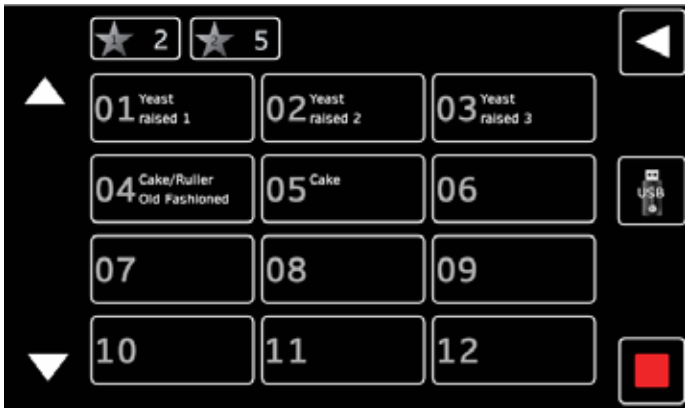 1 2 2 5
01 Yeast raised 1
02 Yeast raised 2
03 Yeast raised 3
04 Cake/Ruller Old Fashioned
05 Cake
06
USB
07
08
09
10
11
12